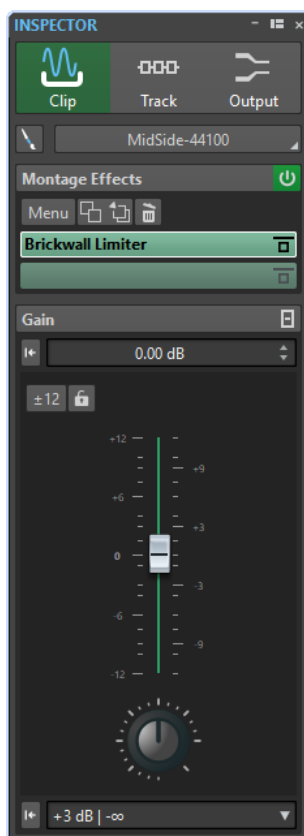 INSPECTOR
Clip Track Output
MidSide-44100
Montage Effects
Menu
Brickwall Limiter
Gain
0.00 dB
±12
+12
+9
+6
+3
0
-3
-6
-9
-12
+3 dB | -∞